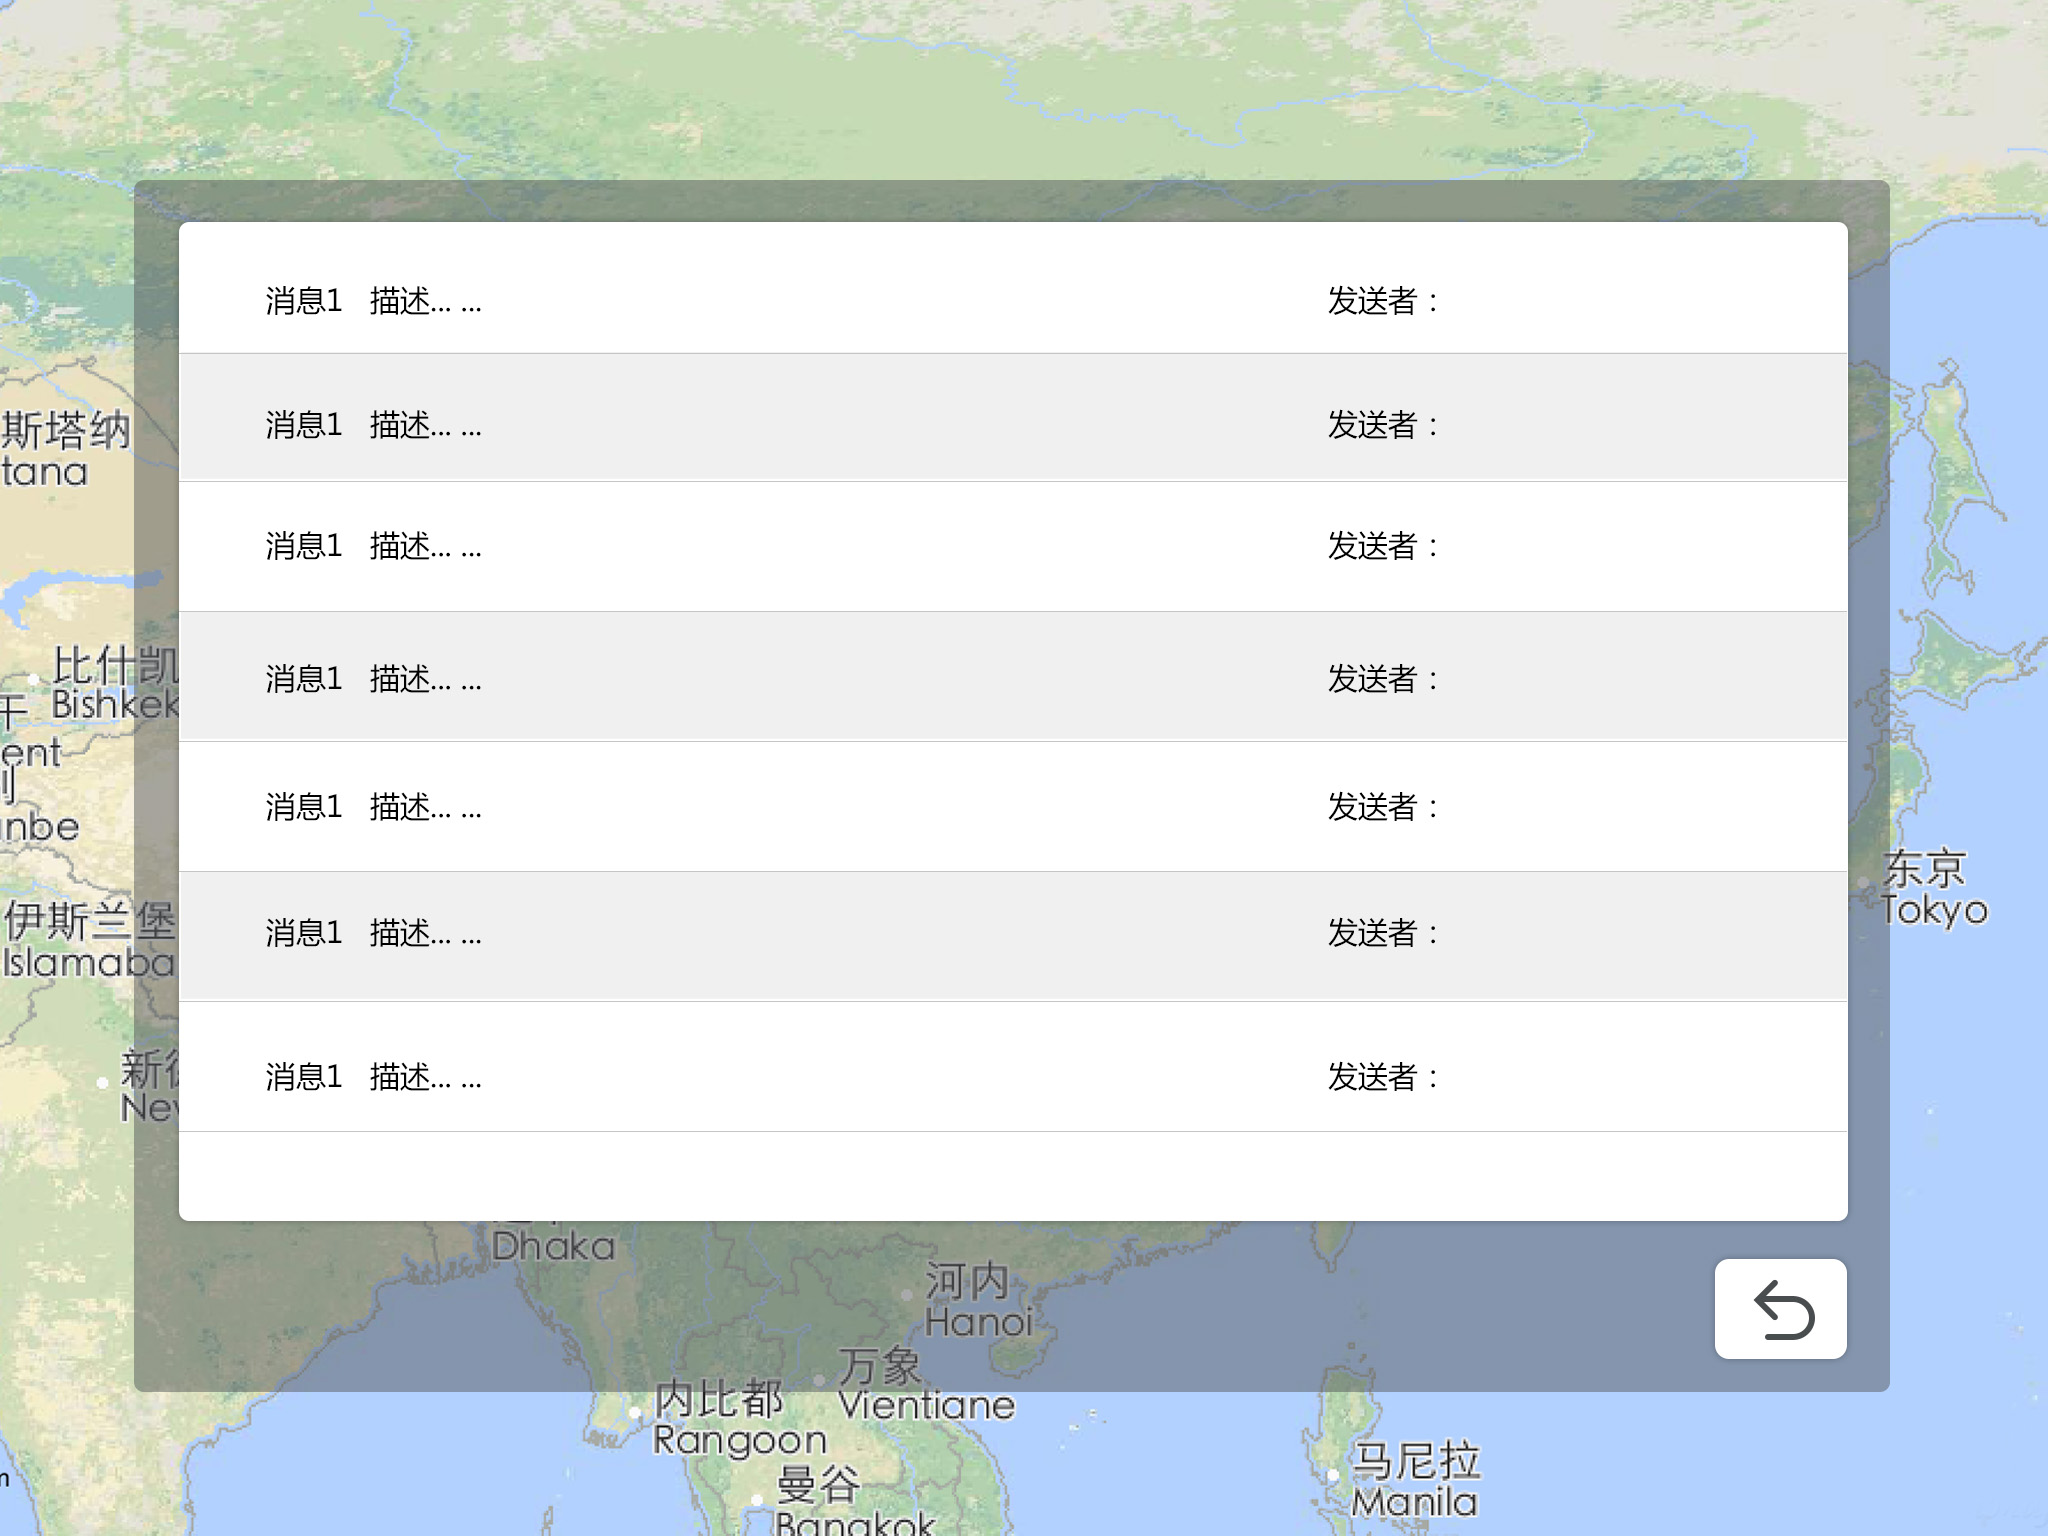 消息1 描述... ... 发送者：
消息1 描述... ... 发送者：
斯塔纳
tana
消息1 描述... ... 发送者：
比什凯
Bishkek
消息1 描述... ... 发送者：
干
ent
消息1 描述... ... 发送者：
nbe
东京
Tokyo
伊斯兰堡
Islamaba
消息1 描述... ... 发送者：
新德
New
消息1 描述... ... 发送者：
Dhaka
河内
Hanoi
万象
Vientiane
内比都
Rangoon
马尼拉
Manila
曼谷
Bangkok